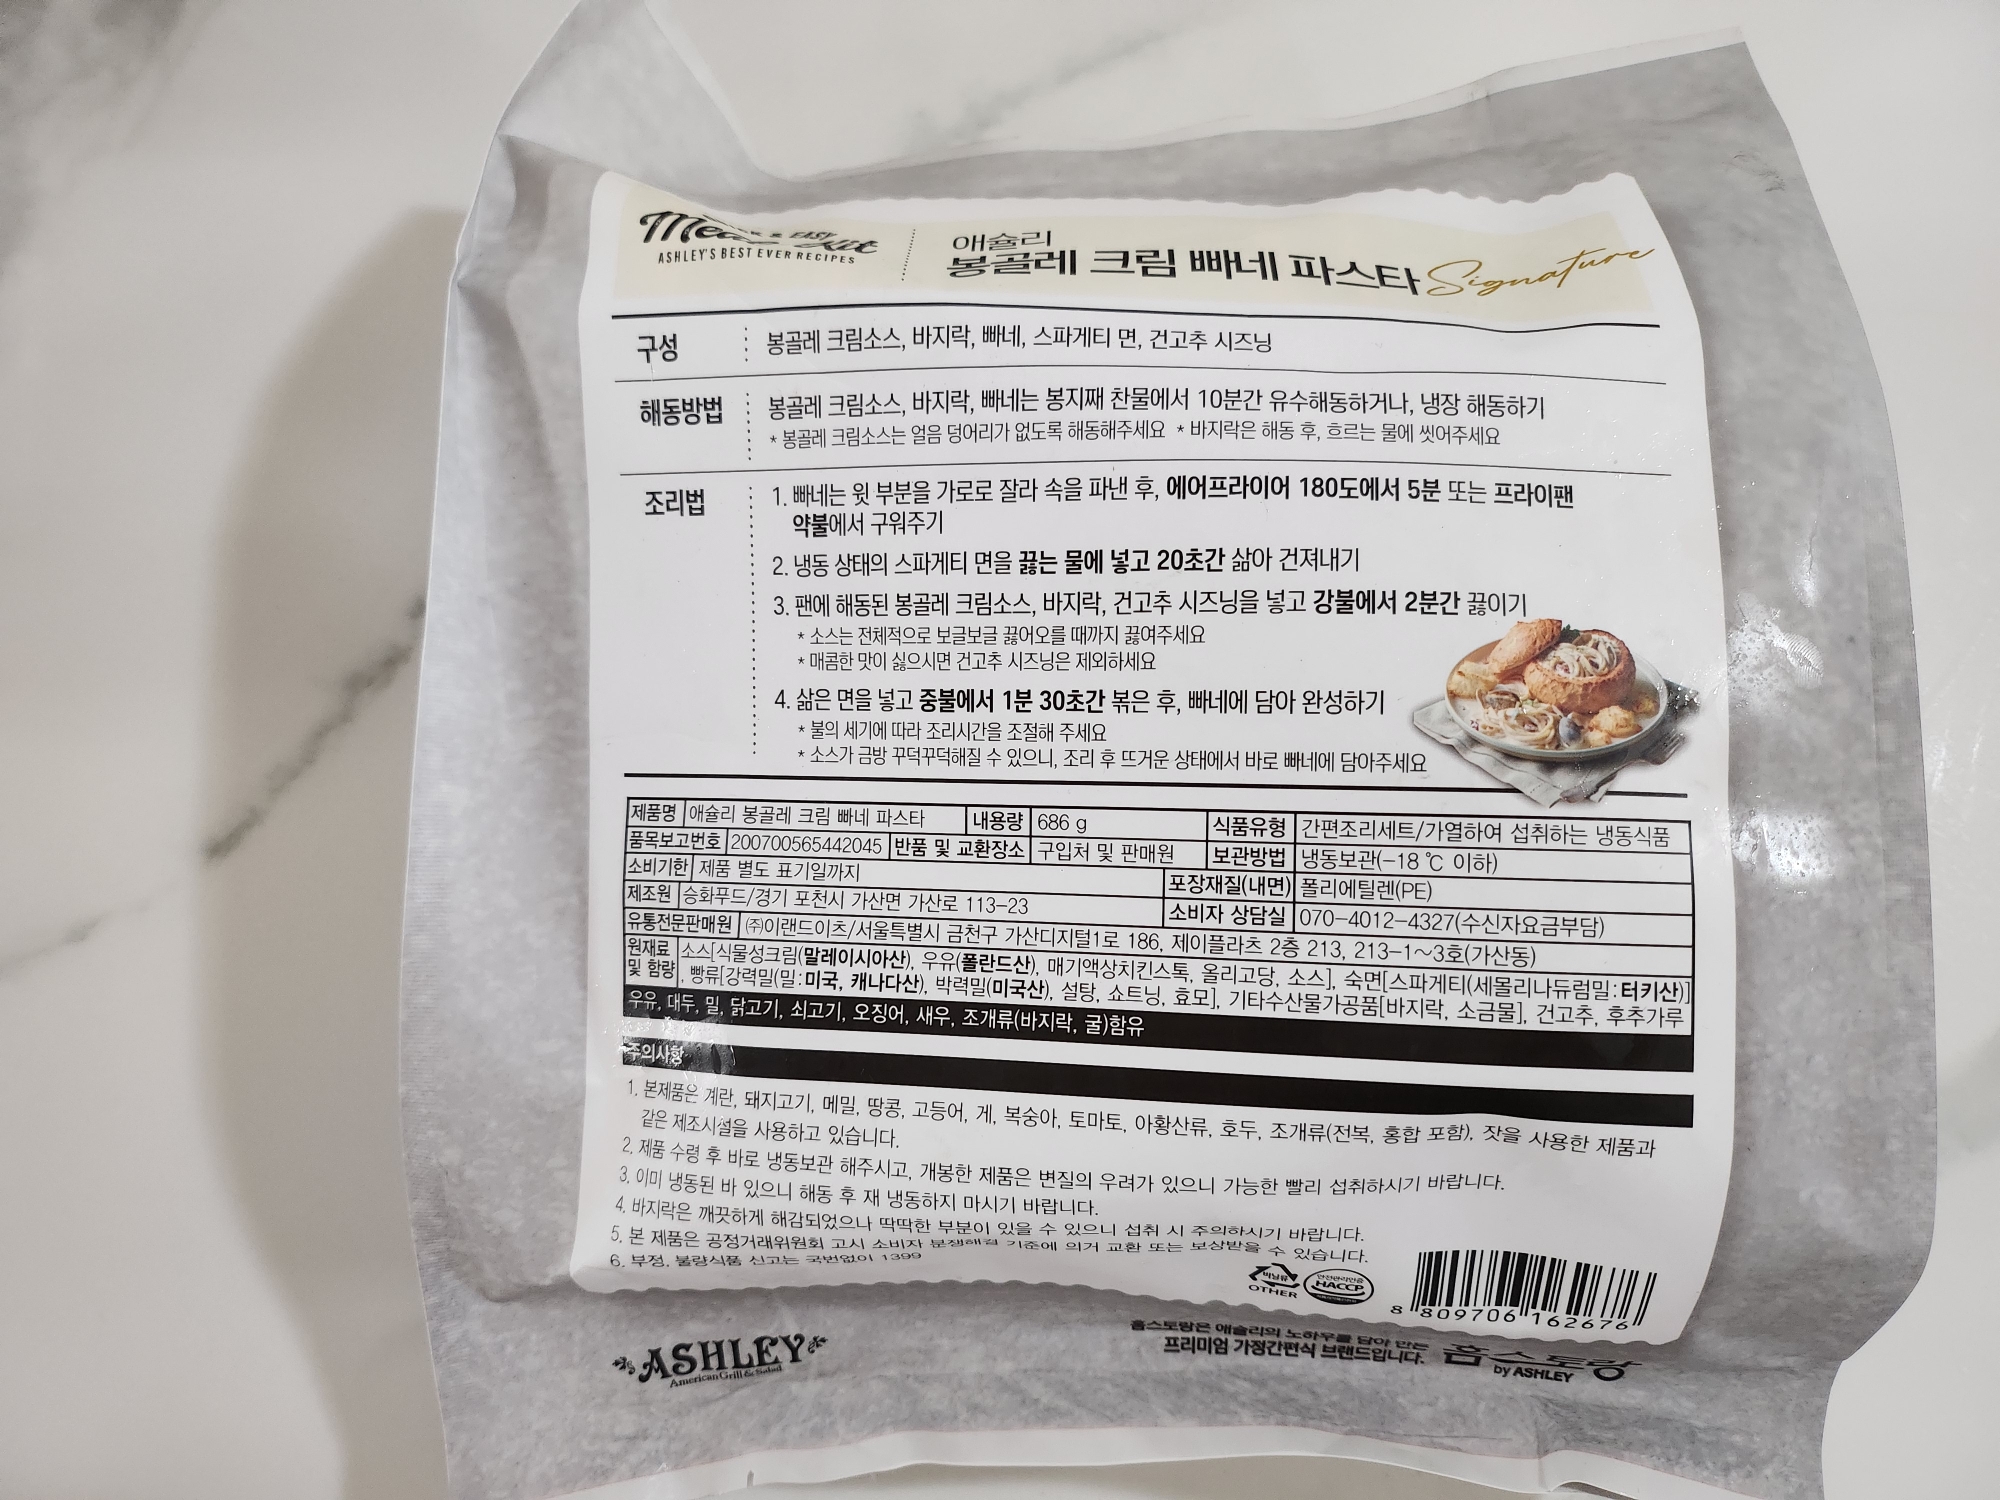 Meal Kit
& EASY
ASHLEY'S BEST EVER RECIPES
애슐리
봉골레 크림 빠네 파스타 Signature
구성
봉골레 크림소스, 바지락, 빠네, 스파게티 면, 건고추 시즈닝
해동방법
봉골레 크림소스, 바지락, 빠네는 봉지째 찬물에서 10분간 유수해동하거나, 냉장 해동하기
* 봉골레 크림소스는 얼음 덩어리가 없도록 해동해주세요 * 바지락은 해동 후, 흐르는 물에 씻어주세요
조리법
1. 빠네는 윗 부분을 가로로 잘라 속을 파낸 후, 에어프라이어 180도에서 5분 또는 프라이팬
약불에서 구워주기
2. 냉동 상태의 스파게티 면을 끓는 물에 넣고 20초간 삶아 건져내기
3. 팬에 해동된 봉골레 크림소스, 바지락, 건고추 시즈닝을 넣고 강불에서 2분간 끓이기
* 소스는 전체적으로 보글보글 끓어오를 때까지 끓여주세요
* 매콤한 맛이 싫으시면 건고추 시즈닝은 제외하세요
4. 삶은 면을 넣고 중불에서 1분 30초간 볶은 후, 빠네에 담아 완성하기
* 불의 세기에 따라 조리시간을 조절해 주세요
* 소스가 금방 꾸덕꾸덕해질 수 있으니, 조리 후 뜨거운 상태에서 바로 빠네에 담아주세요
제품명 애슐리 봉골레 크림 빠네 파스타 내용량 686 g 식품유형 간편조리세트/가열하여 섭취하는 냉동식품
품목보고번호 200700565442045 반품 및 교환장소 구입처 및 판매원 보관방법 냉동보관(-18 ℃ 이하)
소비기한 제품 별도 표기일까지 포장재질(내면) 폴리에틸렌(PE)
제조원 승화푸드/경기 포천시 가산면 가산로 113-23 소비자 상담실 070-4012-4327(수신자요금부담)
유통전문판매원 ㈜이랜드이츠/서울특별시 금천구 가산디지털1로 186, 제이플라츠 2층 213, 213-1~3호(가산동)
원재료 및 함량 소스[식물성크림(말레이시아산), 우유(폴란드산), 매기액상치킨스톡, 올리고당, 소스], 숙면[스파게티(세몰리나듀럼밀:터키산)]
, 빵류[강력밀(밀:미국, 캐나다산), 박력밀(미국산), 설탕, 쇼트닝, 효모], 기타수산물가공품[바지락, 소금물], 건고추, 후추가루
우유, 대두, 밀, 닭고기, 쇠고기, 오징어, 새우, 조개류(바지락, 굴)함유
주의사항
1. 본제품은 계란, 돼지고기, 메밀, 땅콩, 고등어, 게, 복숭아, 토마토, 아황산류, 호두, 조개류(전복, 홍합 포함), 잣을 사용한 제품과
같은 제조시설을 사용하고 있습니다.
2. 제품 수령 후 바로 냉동보관 해주시고, 개봉한 제품은 변질의 우려가 있으니 가능한 빨리 섭취하시기 바랍니다.
3. 이미 냉동된 바 있으니 해동 후 재 냉동하지 마시기 바랍니다.
4. 바지락은 깨끗하게 해감되었으나 딱딱한 부분이 있을 수 있으니 섭취 시 주의하시기 바랍니다.
5. 본 제품은 공정거래위원회 고시 소비자 분쟁해결 기준에 의거 교환 또는 보상받을 수 있습니다.
6. 부정, 불량식품 신고는 국번없이 1399
비닐류
OTHER
안전관리인증
HACCP
8 809706 162676
ASHLEY
American Grill & Salad
홈스토랑은 애슐리의 노하우를 담아 만든
프리미엄 가정간편식 브랜드입니다.
홈스토랑
by ASHLEY